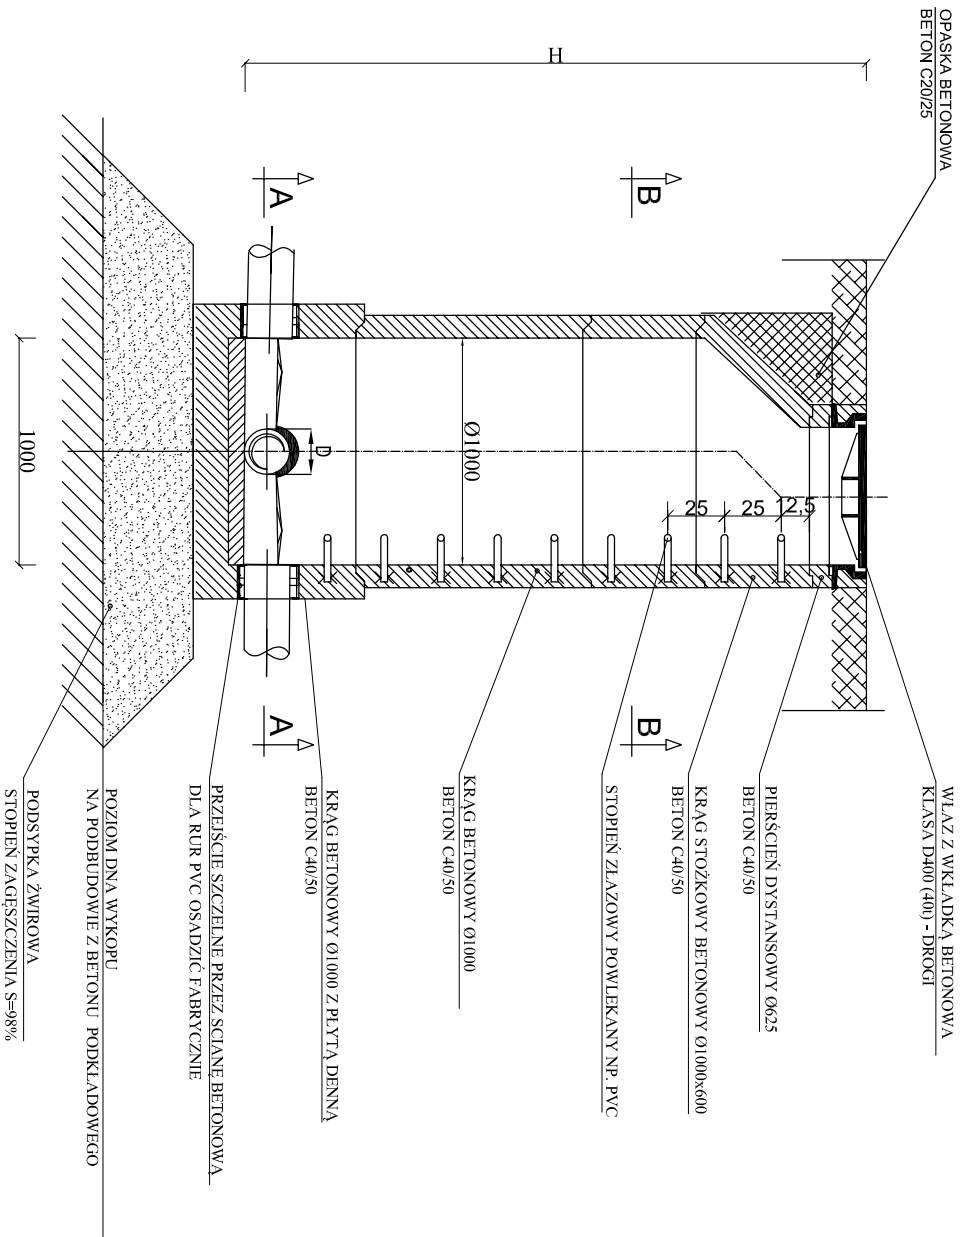 OPASKA BETONOWA
BETON C20/25
H
B
B
A
A
Ø1000
D
12,5
25
25
1000
WŁAZ Z WKŁADKĄ BETONOWĄ
KLASA D400 (40t) - DROGI
PIERŚCIEŃ DYSTANSOWY Ø625
BETON C40/50
KRĄG STOŻKOWY BETONOWY Ø1000x600
BETON C40/50
STOPIEŃ ZŁAZOWY POWLEKANY NP. PVC
KRĄG BETONOWY Ø1000
BETON C40/50
KRĄG BETONOWY Ø1000 Z PŁYTĄ DENNĄ
BETON C40/50
PRZEJŚCIE SZCZELNE PRZEZ SCIANĘ BETONOWĄ
DLA RUR PVC OSADZIĆ FABRYCZNIE
POZIOM DNA WYKOPU
NA PODBUDOWIE Z BETONU PODKŁADOWEGO
PODSYPKA ŻWIROWA
STOPIEŃ ZAGĘSZCZENIA S=98%